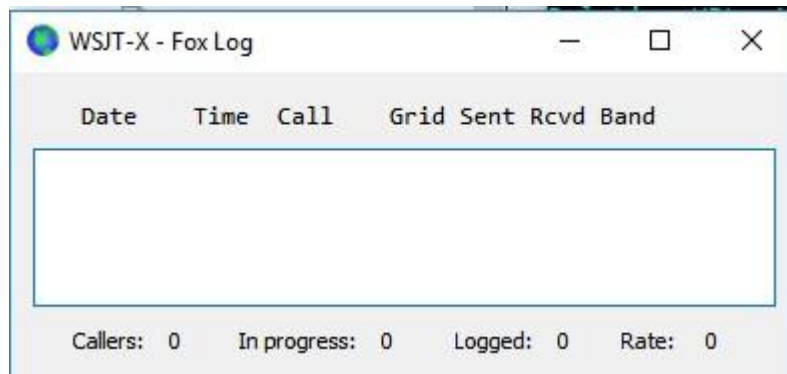 WSJT-X - Fox Log
Date Time Call Grid Sent Rcvd Band
Callers: 0 In progress: 0 Logged: 0 Rate: 0